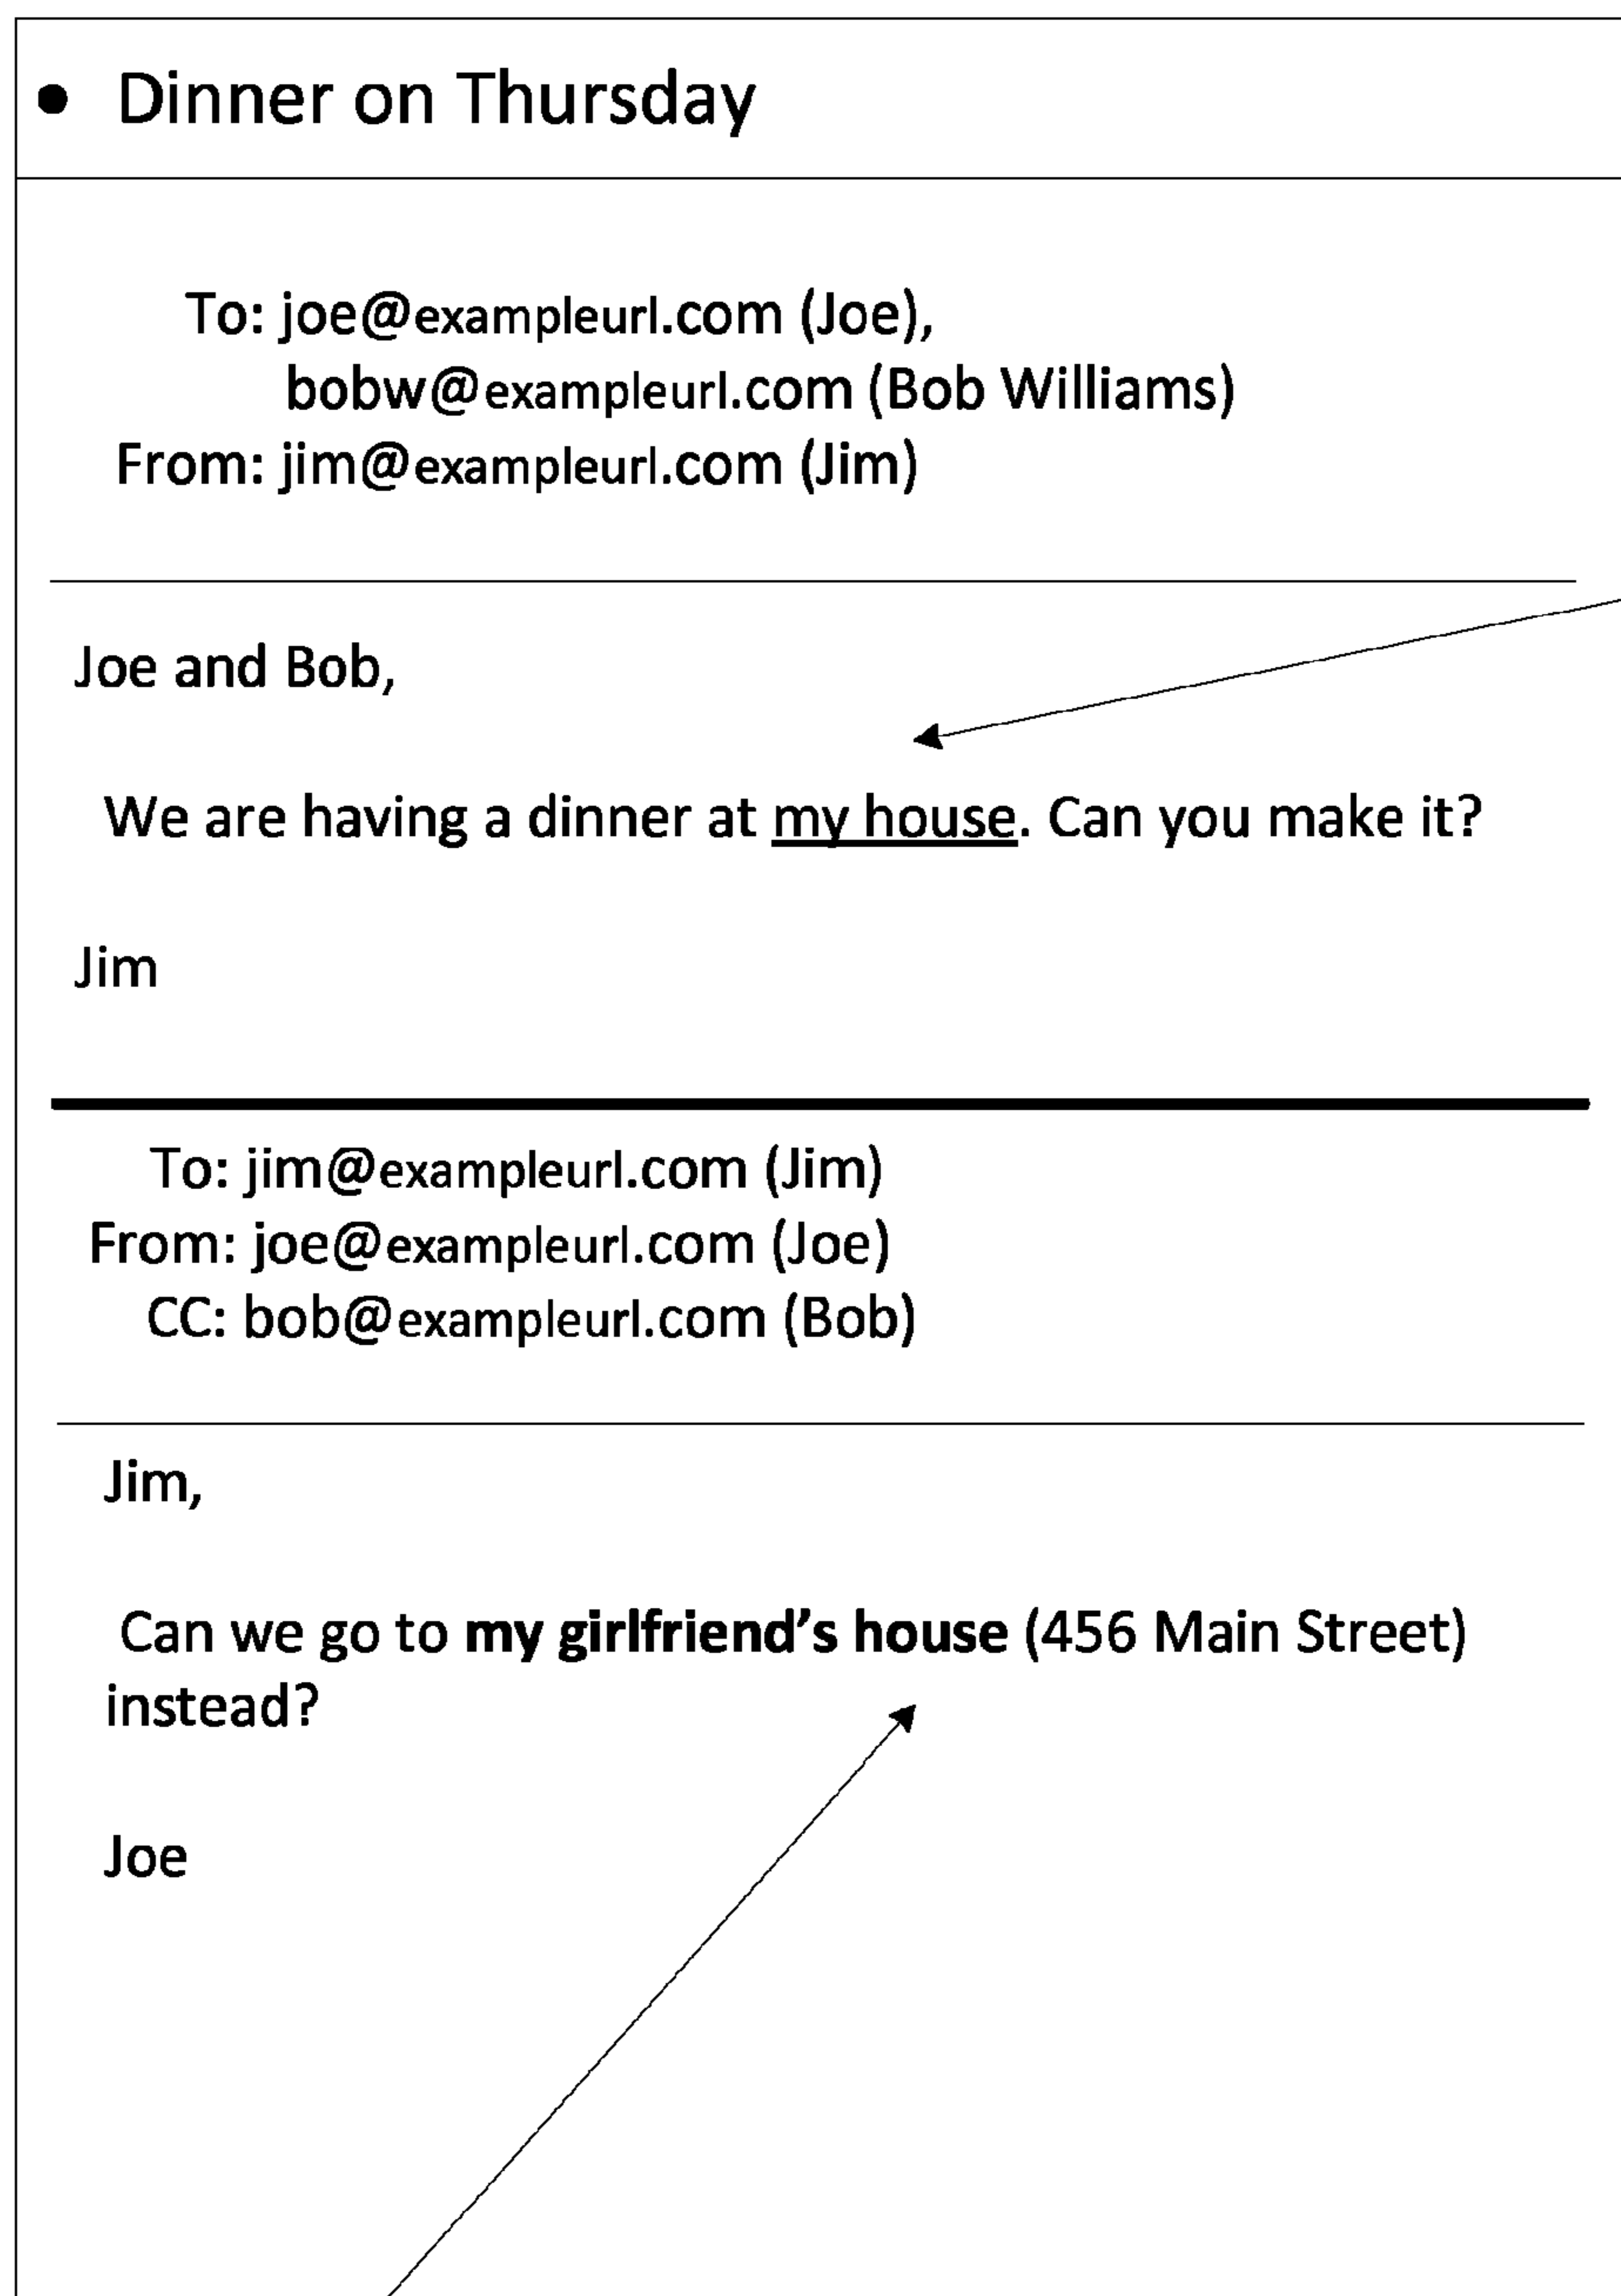 • Dinner on Thursday
To: joe@exampleurl.com (Joe),
bobw@exampleurl.com (Bob Williams)
From: jim@exampleurl.com (Jim)
Joe and Bob,
We are having a dinner at my house. Can you make it?
Jim
To: jim@exampleurl.com (Jim)
From: joe@exampleurl.com (Joe)
CC: bob@exampleurl.com (Bob)
Jim,
Can we go to my girlfriend's house (456 Main Street)
instead?
Joe